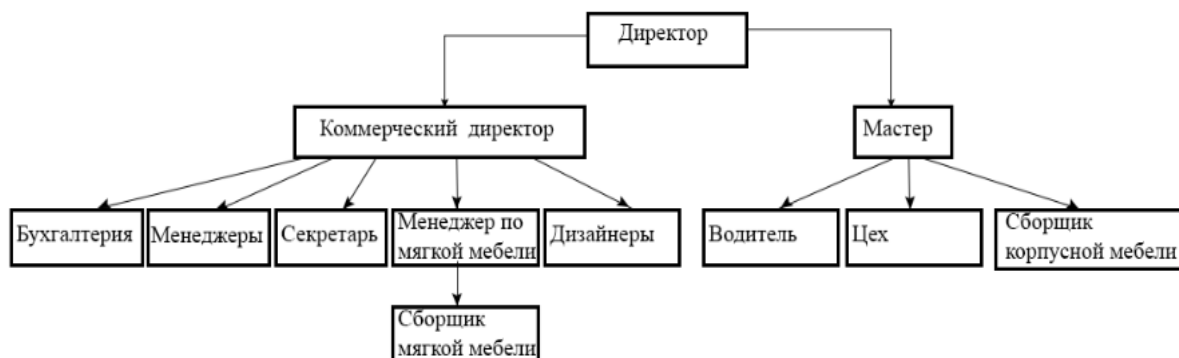 Директор
Коммерческий директор
Мастер
Бухгалтерия
Менеджеры
Секретарь
Менеджер по
мягкой мебели
Дизайнеры
Водитель
Цех
Сборщик
корпусной мебели
Сборщик
мягкой мебели